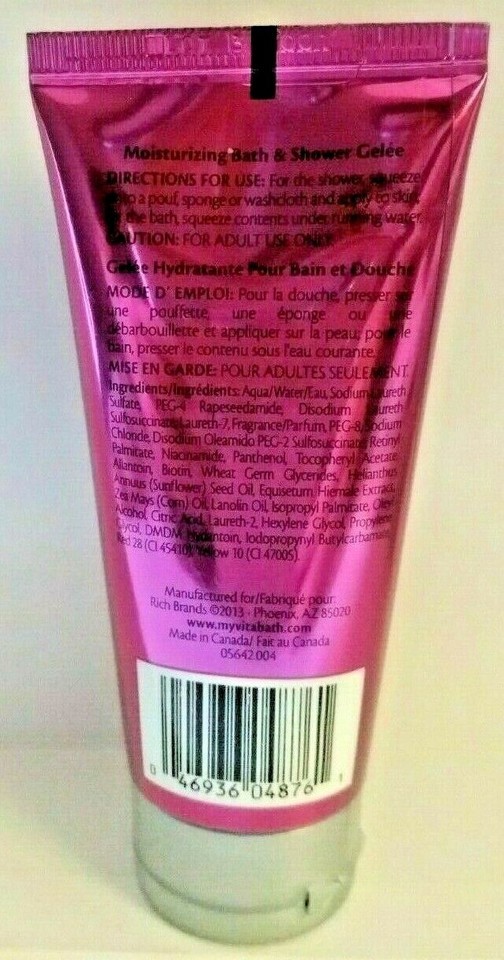 Moisturizing Bath & Shower Gelée
DIRECTIONS FOR USE: For the shower, squeeze
onto a pouf, sponge or washcloth and apply to skin.
For the bath, squeeze contents under running water.
CAUTION: FOR ADULT USE ONLY.
Gelée Hydratante Pour Bain et Douche
MODE D' EMPLOI: Pour la douche, presser sur
une pouffette, une éponge ou une
débarbouillette et appliquer sur la peau; pour le
bain, presser le contenu sous l'eau courante.
MISE EN GARDE: POUR ADULTES SEULEMENT.
Ingredients/Ingrédients: Aqua/Water/Eau, Sodium Laureth
Sulfate, PEG-4 Rapeseedamide, Disodium Laureth
Sulfosuccinate, Laureth-7, Fragrance/Parfum, PEG-8, Sodium
Chloride, Disodium Oleamido PEG-2 Sulfosuccinate, Retinyl
Palmitate, Niacinamide, Panthenol, Tocopheryl Acetate,
Allantoin, Biotin, Wheat Germ Glycerides, Helianthus
Annuus (Sunflower) Seed Oil, Equisetum Hiemale Extract,
Zea Mays (Corn) Oil, Lanolin Oil, Isopropyl Palmitate, Oleyl
Alcohol, Citric Acid, Laureth-2, Hexylene Glycol, Propylene
Glycol, DMDM Hydantoin, Iodopropynyl Butylcarbamate,
Red 28 (CI 45410), Yellow 10 (CI 47005).
Manufactured for/Fabriqué pour:
Rich Brands ©2013 · Phoenix, AZ 85020
www.myvitabath.com
Made in Canada/ Fait au Canada
05642 004
0 46936 04876 1